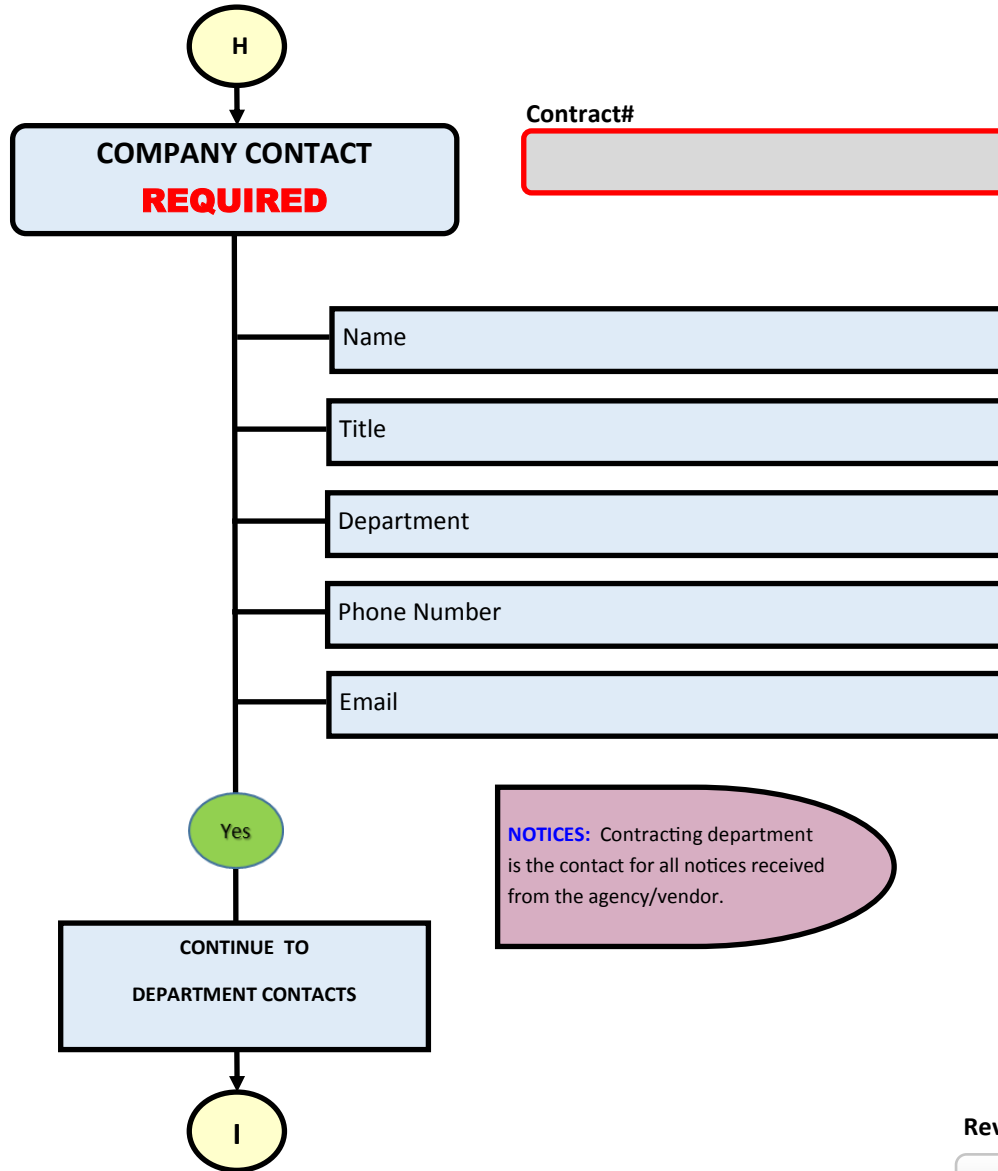 H
Contract#
COMPANY CONTACT
REQUIRED
Name
Title
Department
Phone Number
Email
Yes
NOTICES: Contracting department
is the contact for all notices received
from the agency/vendor.
CONTINUE TO
DEPARTMENT CONTACTS
I